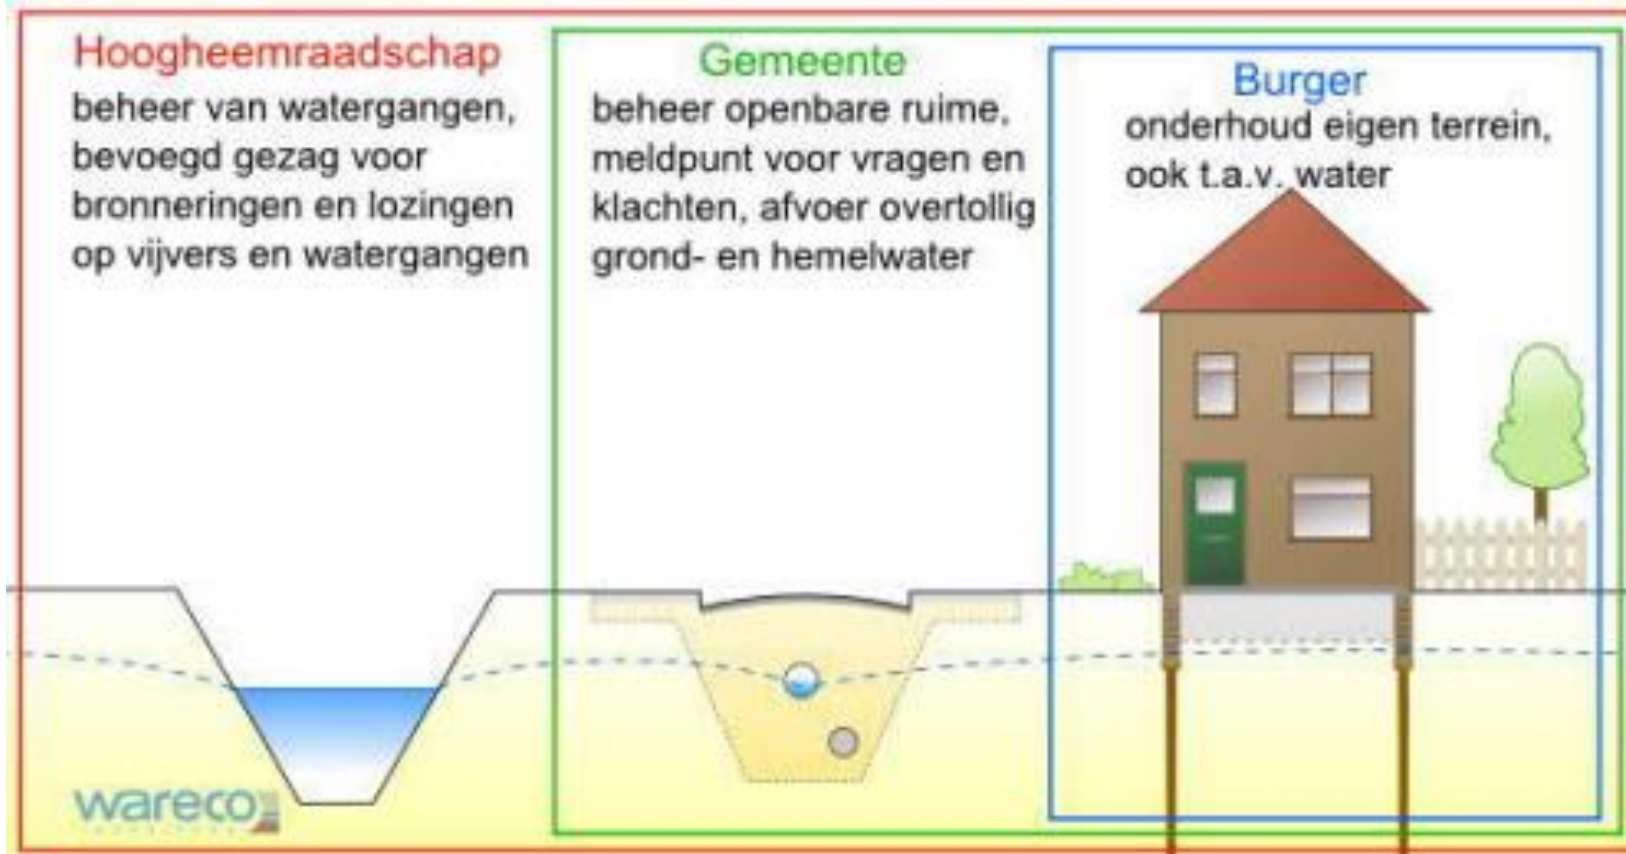 Hoogheemraadschap
beheer van watergangen,
bevoegd gezag voor
bronneringen en lozingen
op vijvers en watergangen
Gemeente
beheer openbare ruime,
meldpunt voor vragen en
klachten, afvoer overtollig
grond- en hemelwater
Burger
onderhoud eigen terrein,
ook t.a.v. water
wareco